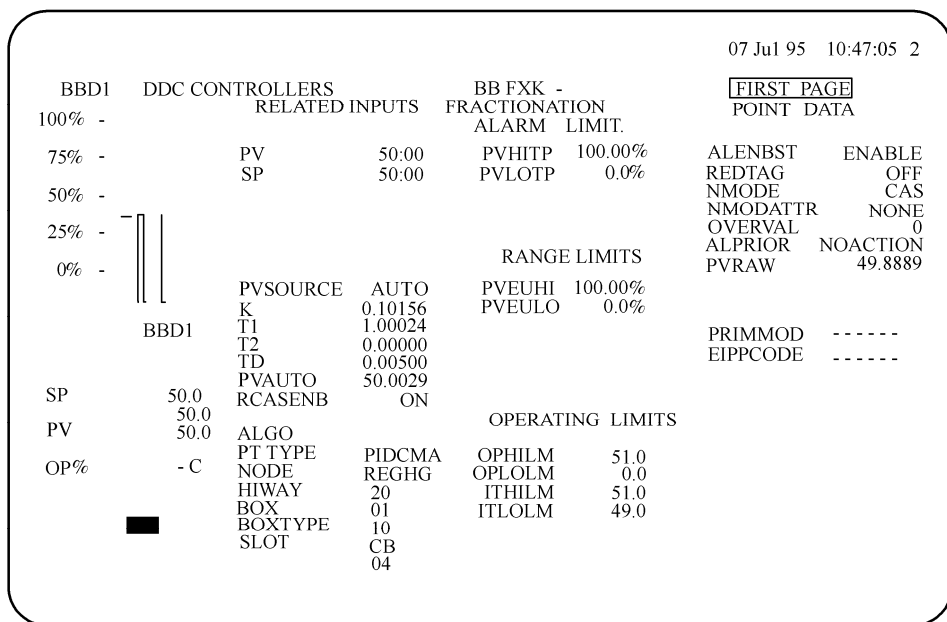 07 Ju1 95 10:47:05 2
BBD1 DDC CONTROLLERS BB FXK - FIRST PAGE
RELATED INPUTS FRACTIONATION POINT DATA
100% - ALARM LIMIT.
75% - PV 50:00 PVHITP 100.00% ALENBST ENABLE
SP 50:00 PVLOTP 0.0% REDTAG OFF
50% - NMODE CAS
NMODATTR NONE
25% - OVERVAL 0
RANGE LIMITS ALPRIOR NOACTION
0% - PVRAW 49.8889
PVSOURCE AUTO PVEUHI 100.00%
K 0.10156 PVEULO 0.0%
BBD1 T1 1.00024 PRIMMOD ------
T2 0.00000
TD 0.00500 EIPPCODE ------
PVAUTO 50.0029
SP 50.0 RCASENB ON
50.0 OPERATING LIMITS
PV 50.0 ALGO
PT TYPE PIDCMA OPHILM 51.0
OP% - C NODE REGHG OPLOLM 0.0
HIWAY 20 ITHILM 51.0
BOX 01 ITLOLM 49.0
BOXTYPE 10
SLOT CB
04